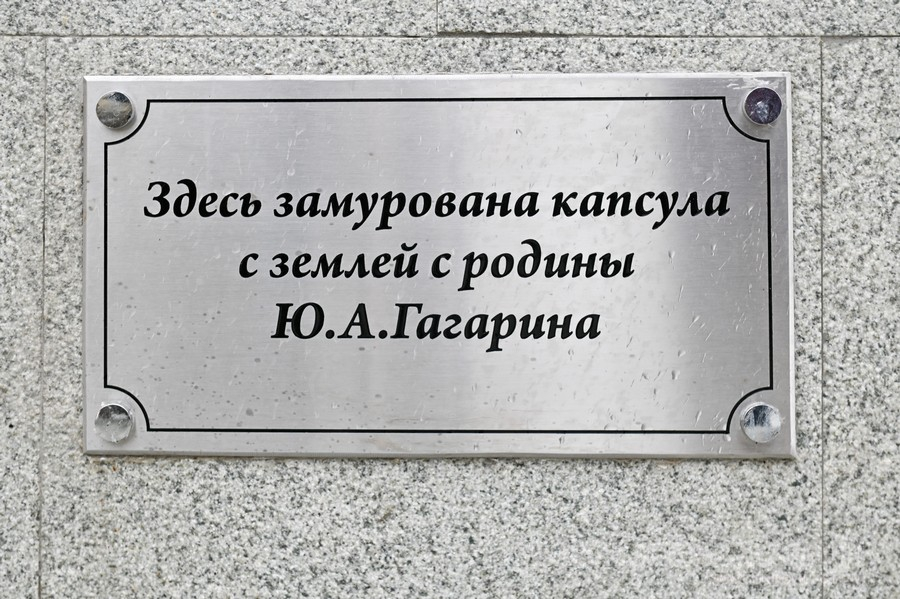 Здесь замурована капсула
с землей с родины
Ю.А.Гагарина